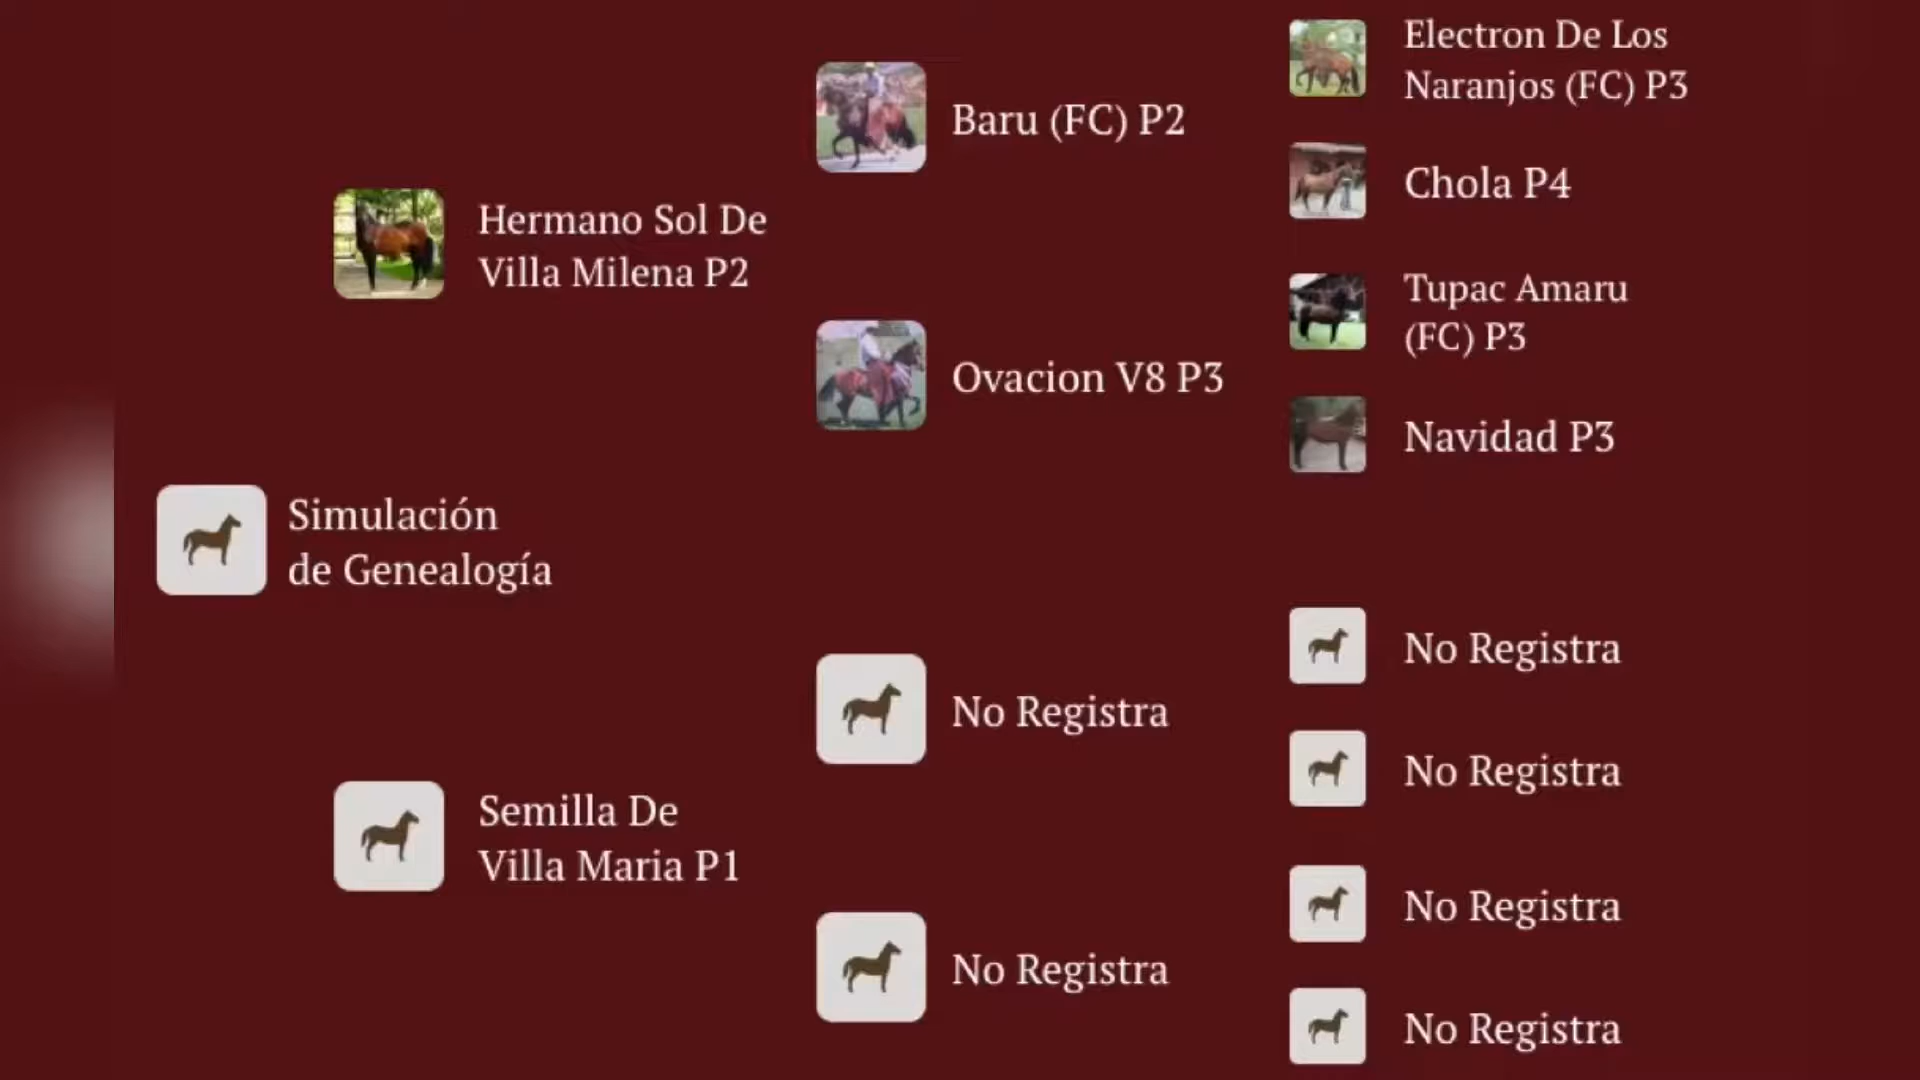 Electron De Los
Naranjos (FC) P3
Baru (FC) P2
Chola P4
Hermano Sol De
Villa Milena P2
Tupac Amaru
(FC) P3
Ovacion V8 P3
Navidad P3
Simulación
de Genealogía
No Registra
No Registra
No Registra
Semilla De
Villa Maria P1
No Registra
No Registra
No Registra